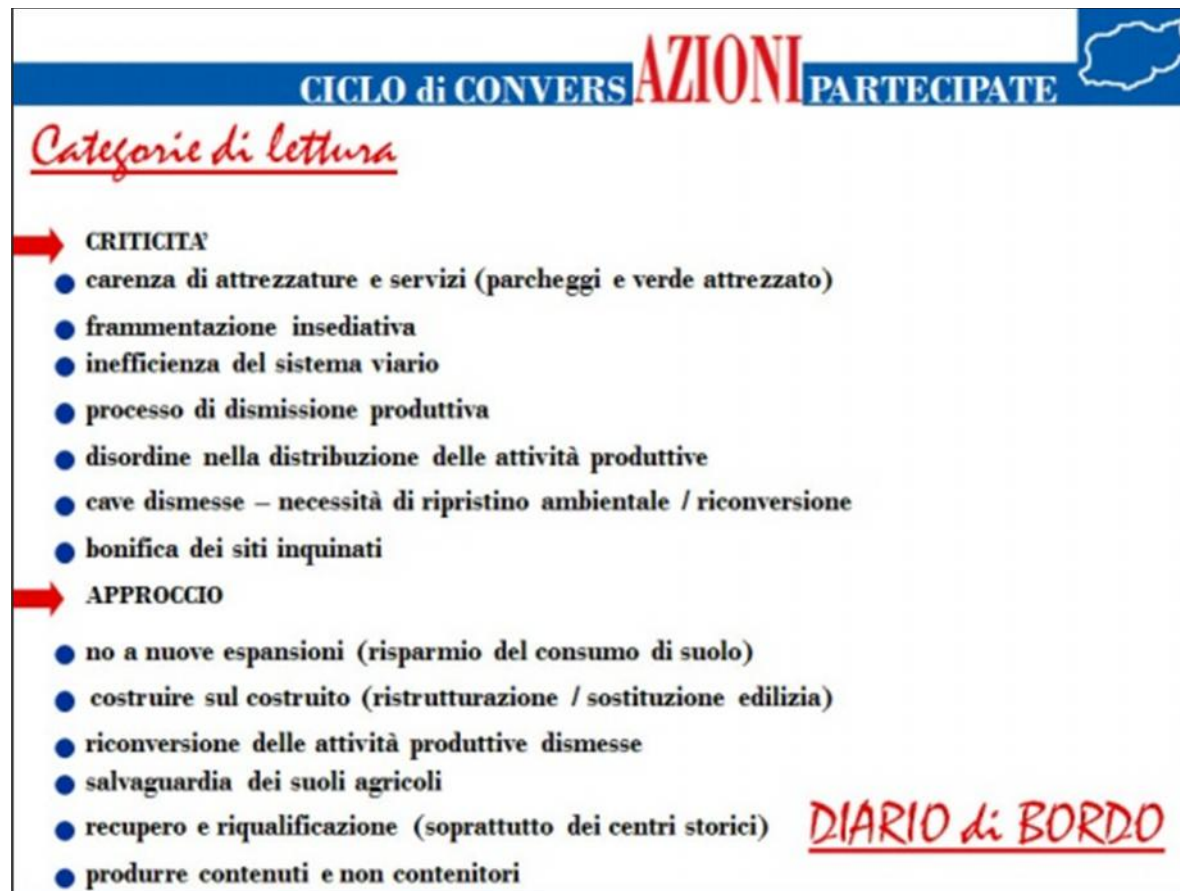 CICLO di CONVERSAZIONI PARTECIPATE
Categorie di lettura
CRITICITA'
carenza di attrezzature e servizi (parcheggi e verde attrezzato)
frammentazione insediativa
inefficienza del sistema viario
processo di dismissione produttiva
disordine nella distribuzione delle attività produttive
cave dismesse – necessità di ripristino ambientale / riconversione
bonifica dei siti inquinati
APPROCCIO
no a nuove espansioni (risparmio del consumo di suolo)
costruire sul costruito (ristrutturazione / sostituzione edilizia)
riconversione delle attività produttive dismesse
salvaguardia dei suoli agricoli
recupero e riqualificazione (soprattutto dei centri storici)
DIARIO di BORDO
produrre contenuti e non contenitori